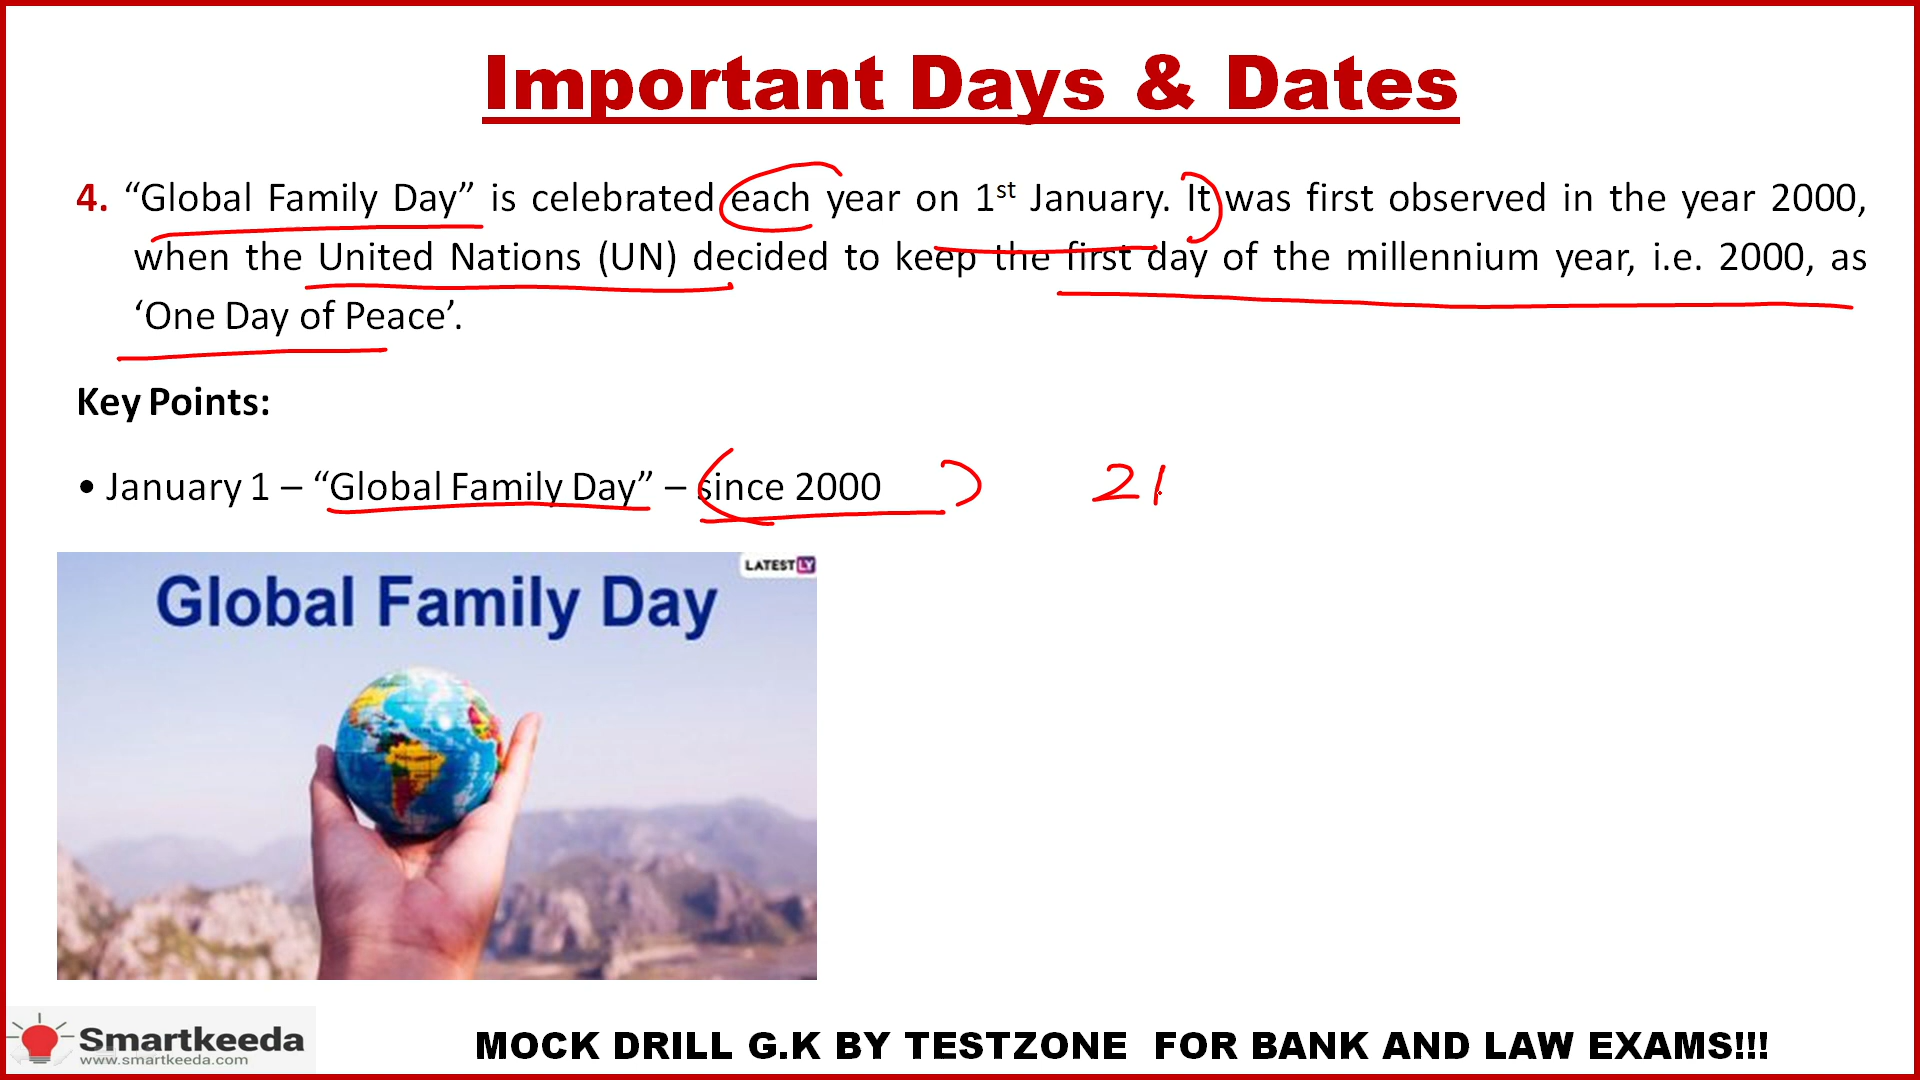 Important Days & Dates
4. “Global Family Day” is celebrated each year on 1st January. It was first observed in the year 2000,
when the United Nations (UN) decided to keep the first day of the millennium year, i.e. 2000, as
‘One Day of Peace’.
Key Points:
• January 1 – “Global Family Day” – since 2000
21
LATESTLY
Global Family Day
Smartkeeda
www.smartkeeda.com
MOCK DRILL G.K BY TESTZONE FOR BANK AND LAW EXAMS!!!